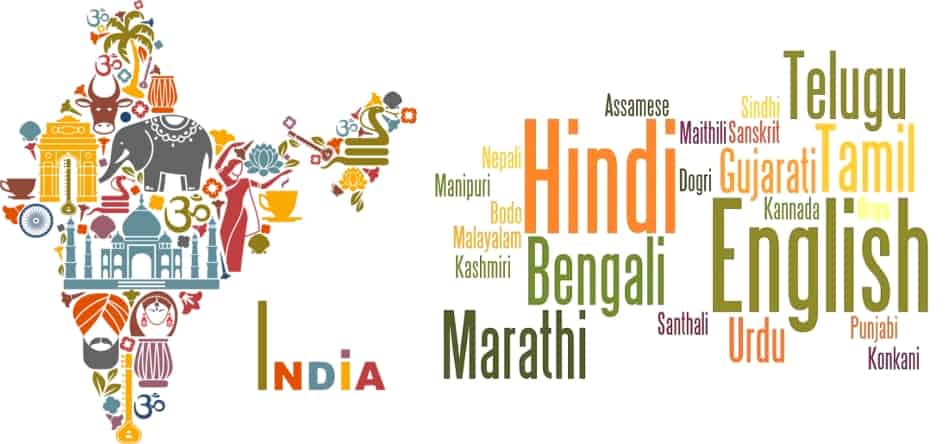 ॐ
ॐ
ॐ
ॐ
ॐ
INDIA
Telugu
Assamese
Sindhi
Hindi
Maithili
Sanskrit
Tamil
Nepali
Gujarati
Manipuri
Dogri
Bodo
Kannada
Oriya
English
Malayalam
Bengali
Kashmiri
Marathi
Santhali
Urdu
Punjabi
Konkani